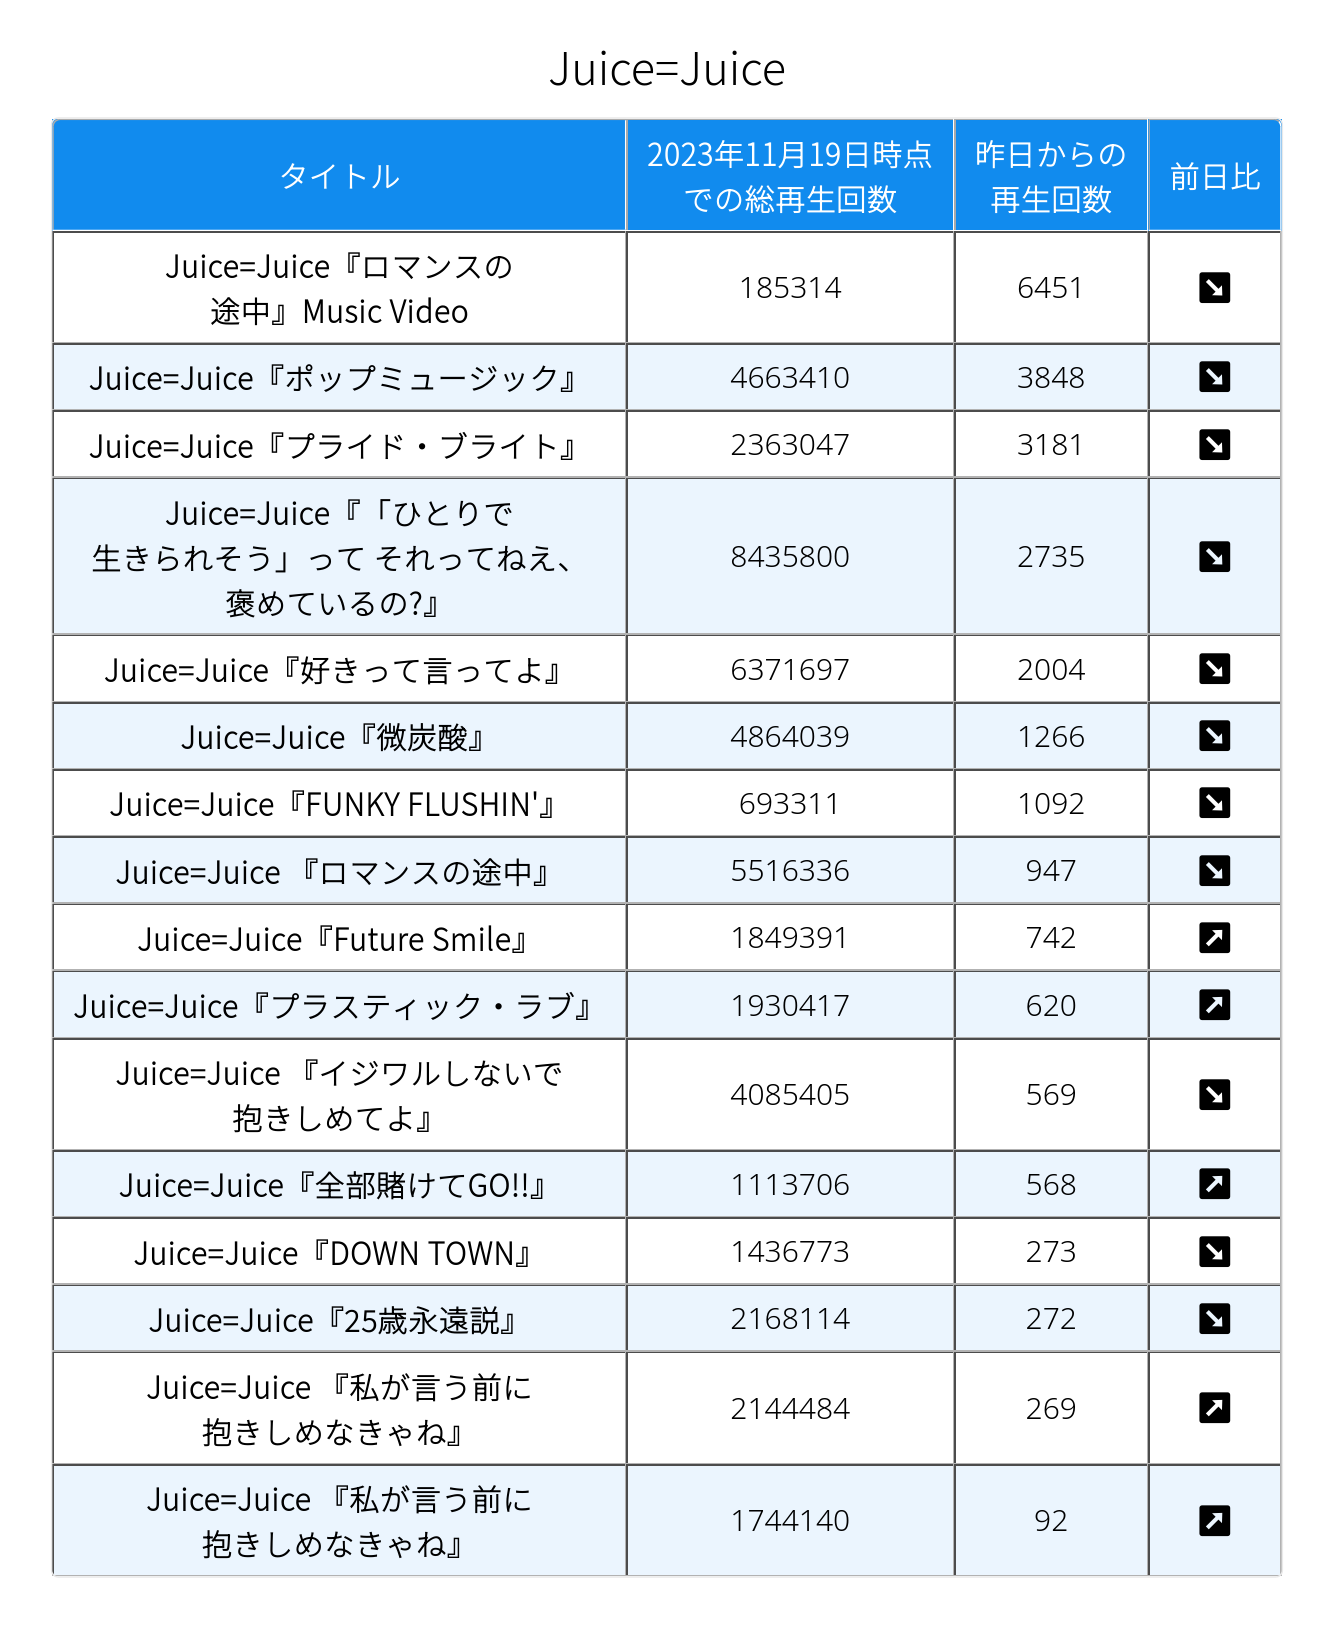 Juice=Juice
タイトル
2023年11月19日時点
での総再生回数
昨日からの
再生回数
前日比
Juice=Juice『ロマンスの
途中』Music Video
185314
6451
Juice=Juice『ポップミュージック』
4663410
3848
Juice=Juice『プライド・ブライト』
2363047
3181
Juice=Juice『「ひとりで
生きられそう」って それってねえ、
褒めているの?』
8435800
2735
Juice=Juice『好きって言ってよ』
6371697
2004
Juice=Juice『微炭酸』
4864039
1266
Juice=Juice『FUNKY FLUSHIN'』
693311
1092
Juice=Juice 『ロマンスの途中』
5516336
947
Juice=Juice『Future Smile』
1849391
742
Juice=Juice『プラスティック・ラブ』
1930417
620
Juice=Juice 『イジワルしないで
抱きしめてよ』
4085405
569
Juice=Juice『全部賭けてGO!!』
1113706
568
Juice=Juice『DOWN TOWN』
1436773
273
Juice=Juice『25歳永遠説』
2168114
272
Juice=Juice 『私が言う前に
抱きしめなきゃね』
2144484
269
Juice=Juice 『私が言う前に
抱きしめなきゃね』
1744140
92